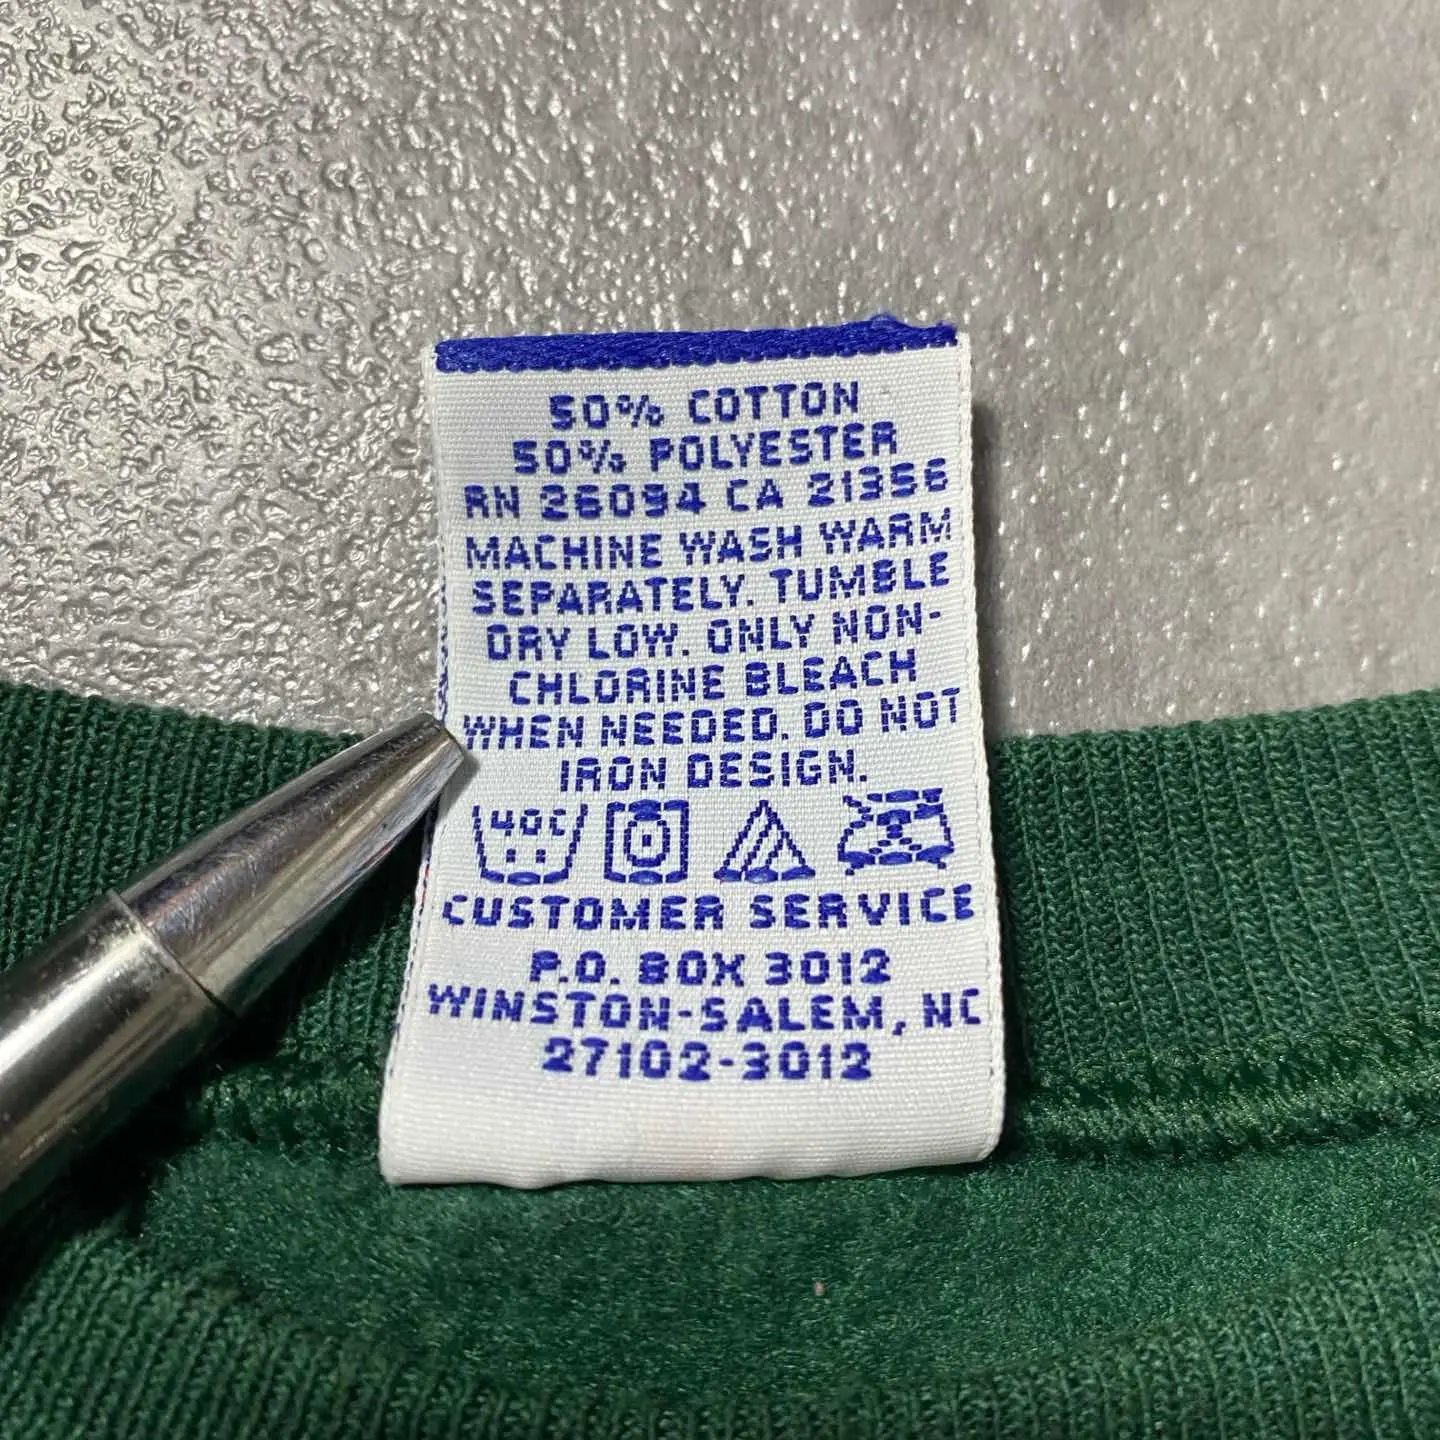 50% COTTON
50% POLYESTER
RN 26094 CA 21356
MACHINE WASH WARM
SEPARATELY. TUMBLE
DRY LOW. ONLY NON-
CHLORINE BLEACH
WHEN NEEDED. DO NOT
IRON DESIGN.
40C
CUSTOMER SERVICE
P.O. BOX 3012
WINSTON-SALEM, NC
27102-3012